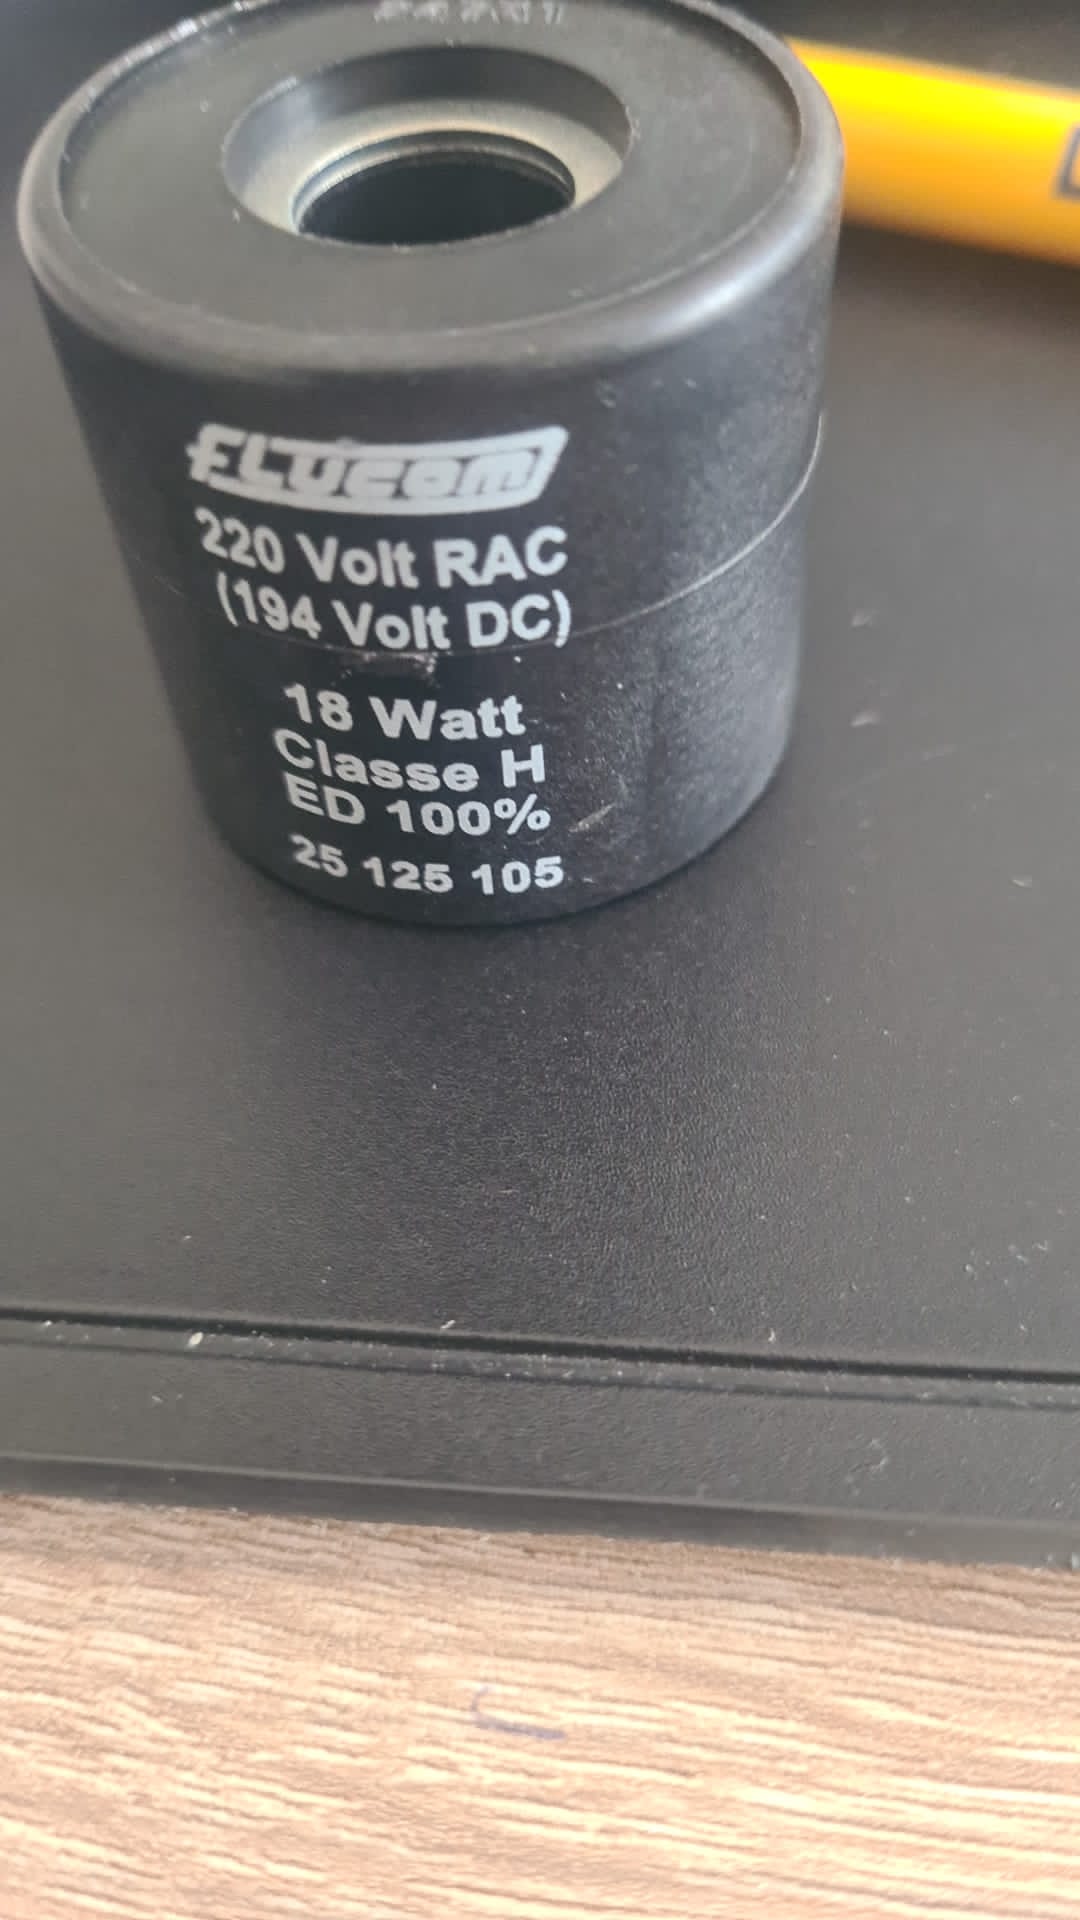 FLUCOM
220 Volt RAC
(194 Volt DC)
18 Watt
Classe H
ED 100%
25 125 105